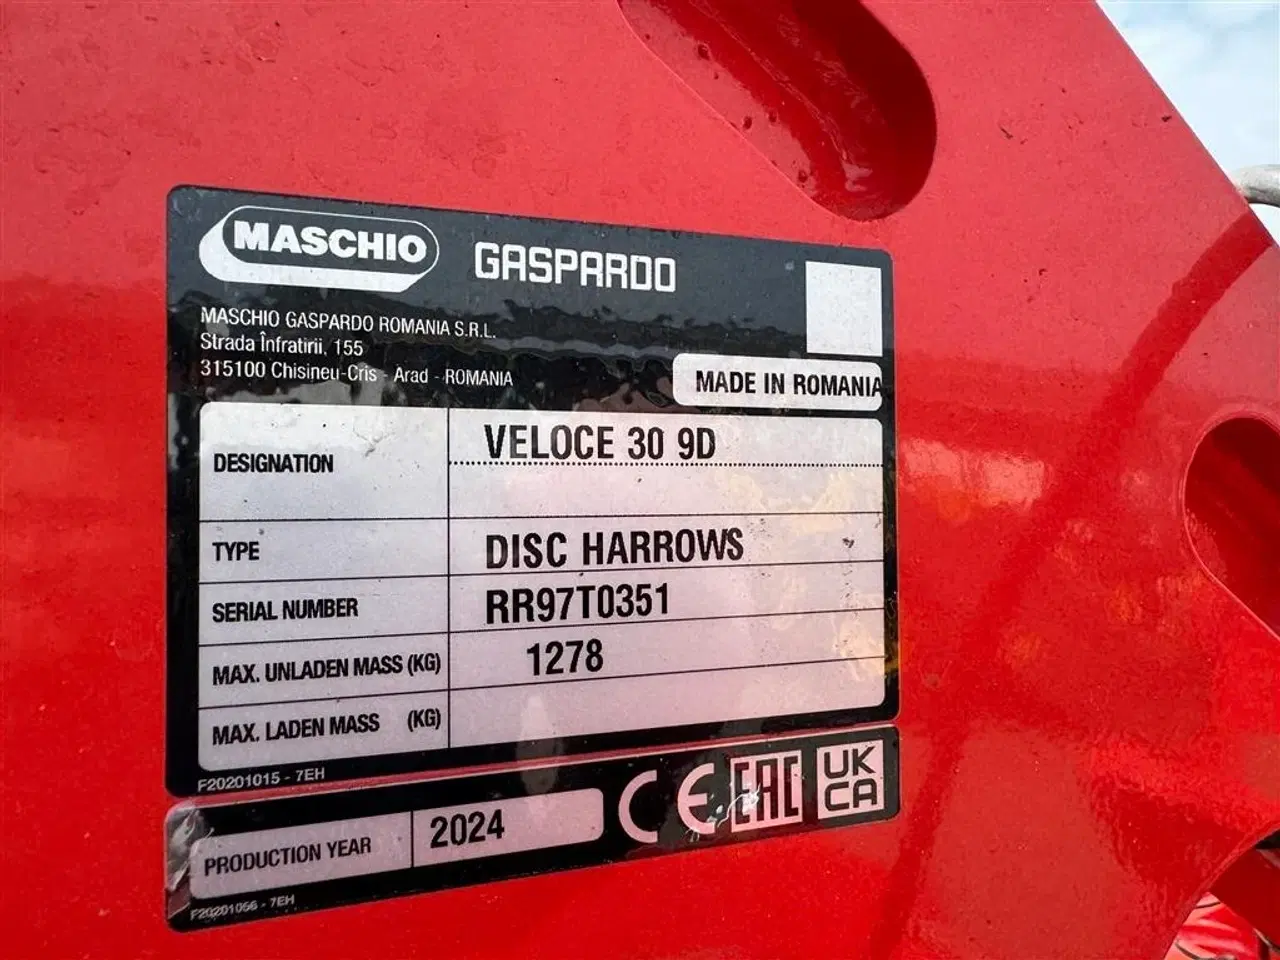 MASCHIO GASPARDO
MASCHIO GASPARDO ROMANIA S.R.L.
Strada Înfratirii, 155
315100 Chisineu-Cris - Arad - ROMANIA
MADE IN ROMANIA
DESIGNATION VELOCE 30 9D
TYPE DISC HARROWS
SERIAL NUMBER RR97T0351
MAX. UNLADEN MASS (KG) 1278
MAX. LADEN MASS (KG)
F20201015 - 7EH
PRODUCTION YEAR 2024
CE EAC UK CA
F20201056 - 7EH